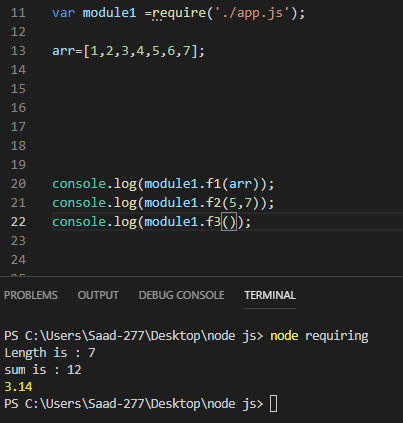 11 var module1 =require('./app.js');
12
13 arr=[1,2,3,4,5,6,7];
14
15
16
17
18
19
20 console.log(module1.f1(arr));
21 console.log(module1.f2(5,7));
22 console.log(module1.f3());
23
24
25
PROBLEMS OUTPUT DEBUG CONSOLE TERMINAL
PS C:\Users\Saad-277\Desktop\node js> node requiring
Length is : 7
sum is : 12
3.14
PS C:\Users\Saad-277\Desktop\node js>